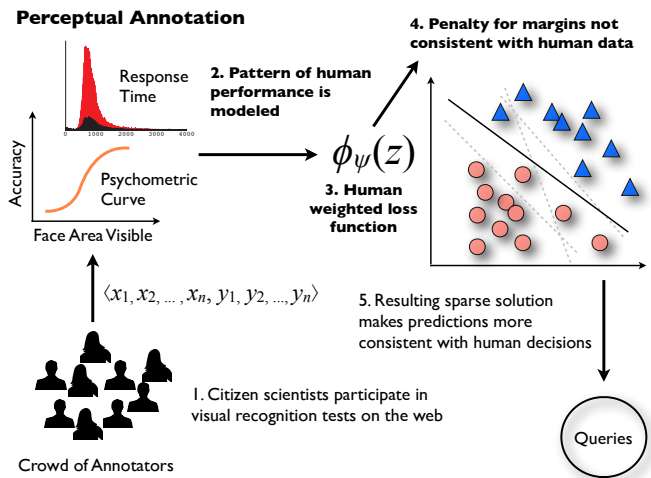 Perceptual Annotation
Response
Time
0 1000 2000 3000 4000
Accuracy
Psychometric
Curve
Face Area Visible
2. Pattern of human
performance is
modeled
ϕψ(z)
3. Human
weighted loss
function
4. Penalty for margins not
consistent with human data
⟨x1, x2, ... , xn, y1, y2, ..., yn⟩
1. Citizen scientists participate in
visual recognition tests on the web
Crowd of Annotators
5. Resulting sparse solution
makes predictions more
consistent with human decisions
Queries